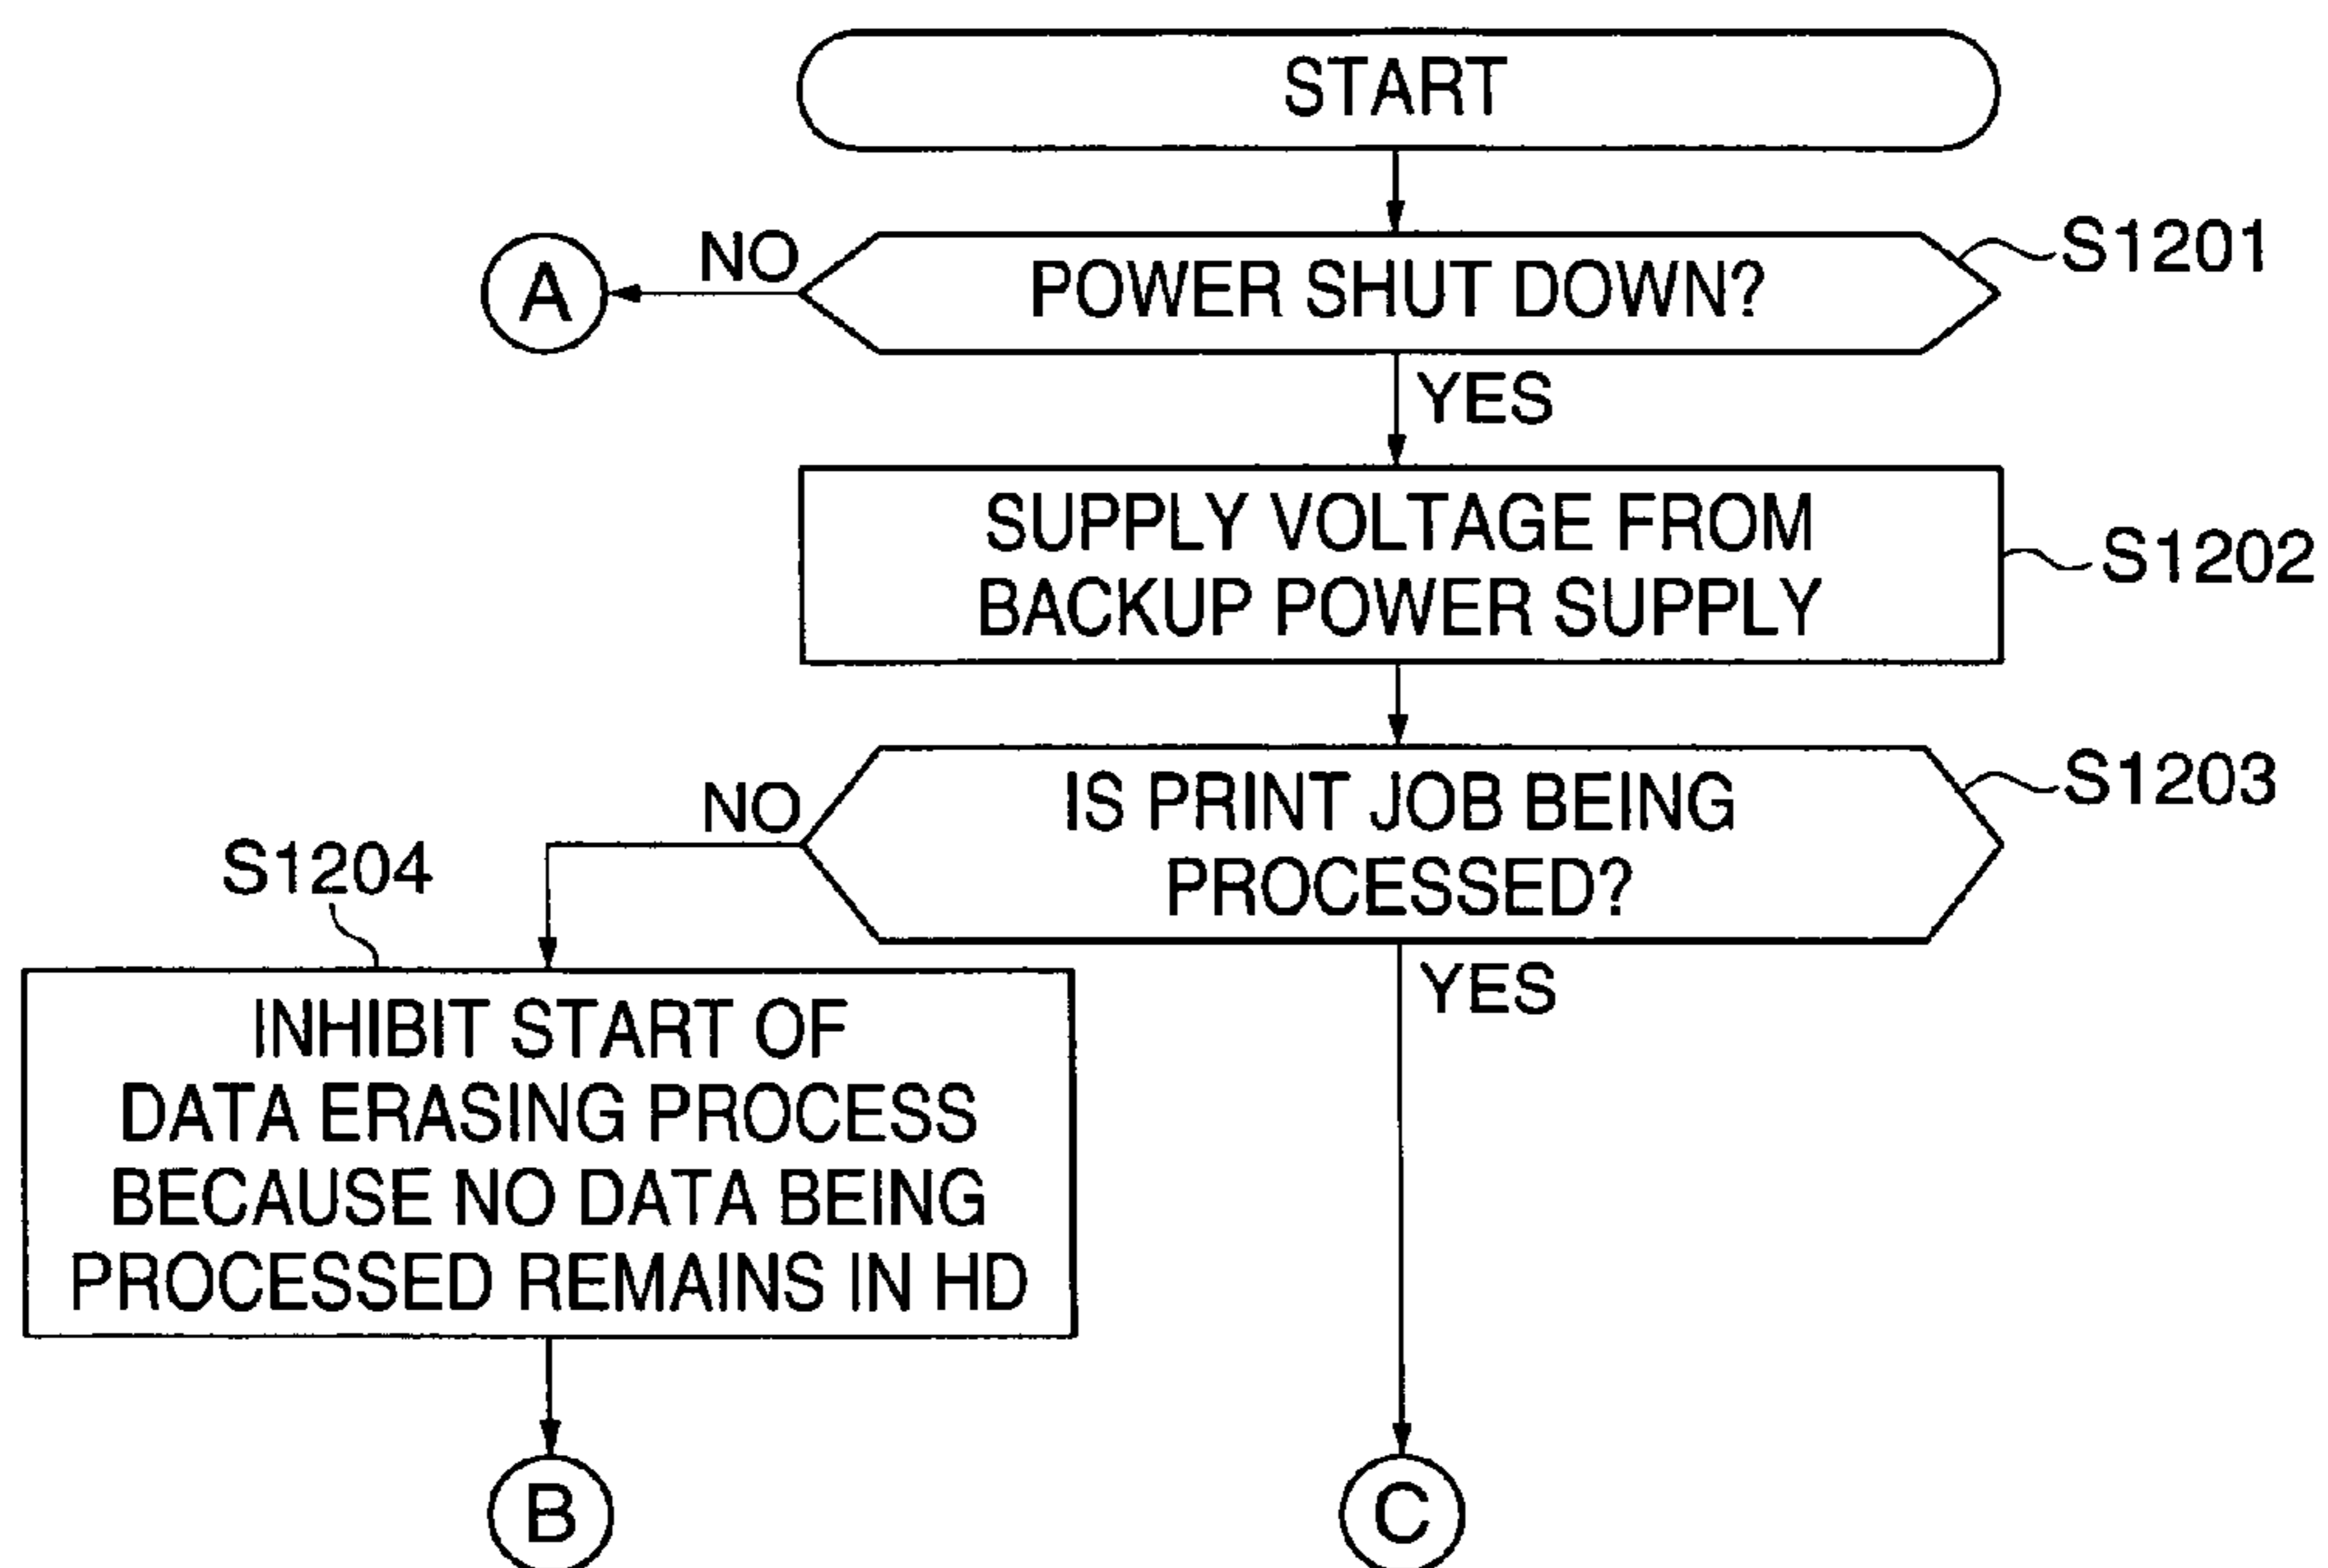 START
NO
A
POWER SHUT DOWN?
S1201
YES
SUPPLY VOLTAGE FROM
BACKUP POWER SUPPLY
S1202
NO
IS PRINT JOB BEING
PROCESSED?
S1203
S1204
YES
INHIBIT START OF
DATA ERASING PROCESS
BECAUSE NO DATA BEING
PROCESSED REMAINS IN HD
B
C